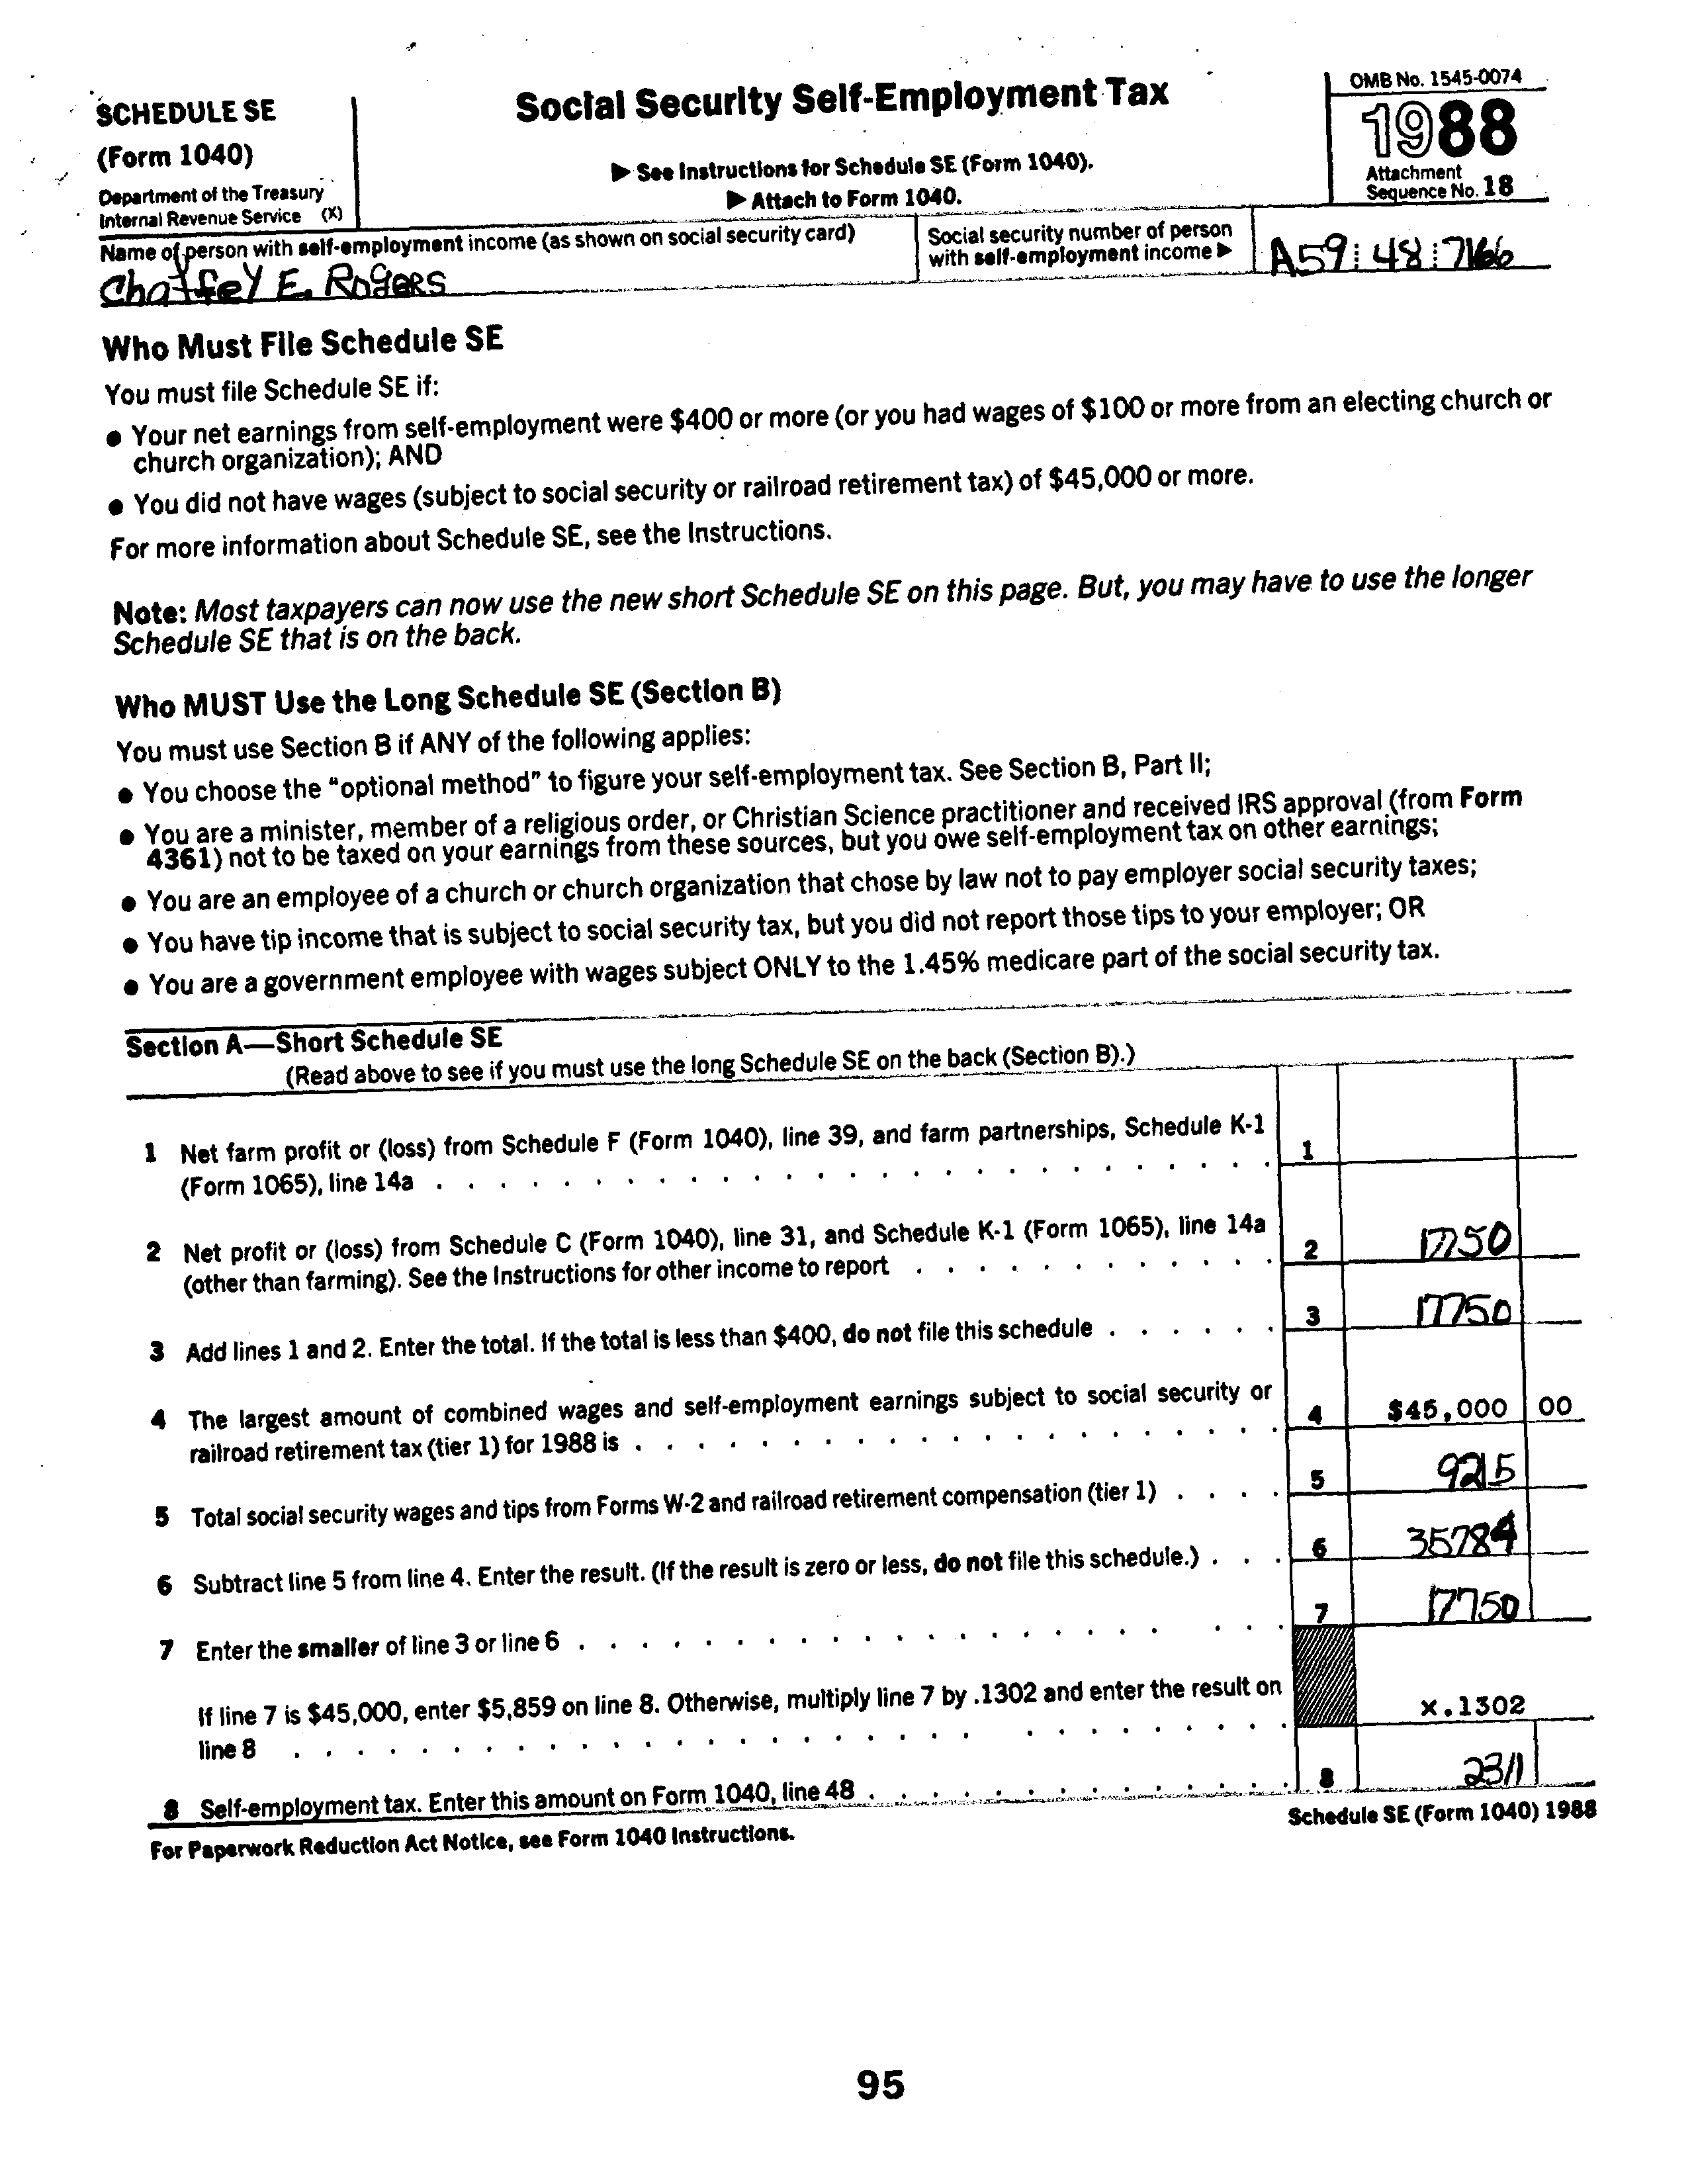 SCHEDULE SE
(Form 1040)
Department of the Treasury
Internal Revenue Service (X)
Social Security Self-Employment Tax
▶ See Instructions for Schedule SE (Form 1040).
▶ Attach to Form 1040.
OMB No. 1545-0074
1988
Attachment
Sequence No. 18
Name of person with self-employment income (as shown on social security card)
Chatfey E. Rogers
Social security number of person
with self-employment income ▶
A59 48 7166
Who Must File Schedule SE
You must file Schedule SE if:
● Your net earnings from self-employment were $400 or more (or you had wages of $100 or more from an electing church or
church organization); AND
● You did not have wages (subject to social security or railroad retirement tax) of $45,000 or more.
For more information about Schedule SE, see the Instructions.
Note: Most taxpayers can now use the new short Schedule SE on this page. But, you may have to use the longer
Schedule SE that is on the back.
Who MUST Use the Long Schedule SE (Section B)
You must use Section B if ANY of the following applies:
● You choose the "optional method" to figure your self-employment tax. See Section B, Part II;
● You are a minister, member of a religious order, or Christian Science practitioner and received IRS approval (from Form
4361) not to be taxed on your earnings from these sources, but you owe self-employment tax on other earnings;
● You are an employee of a church or church organization that chose by law not to pay employer social security taxes;
● You have tip income that is subject to social security tax, but you did not report those tips to your employer; OR
● You are a government employee with wages subject ONLY to the 1.45% medicare part of the social security tax.
Section A—Short Schedule SE
(Read above to see if you must use the long Schedule SE on the back (Section B).)
1 Net farm profit or (loss) from Schedule F (Form 1040), line 39, and farm partnerships, Schedule K-1
(Form 1065), line 14a . . . . 1
2 Net profit or (loss) from Schedule C (Form 1040), line 31, and Schedule K-1 (Form 1065), line 14a
(other than farming). See the Instructions for other income to report . . . . 2 17750
3 Add lines 1 and 2. Enter the total. If the total is less than $400, do not file this schedule . . . . 3 17750
4 The largest amount of combined wages and self-employment earnings subject to social security or
railroad retirement tax (tier 1) for 1988 is . . . . 4 $45,000 00
5 Total social security wages and tips from Forms W-2 and railroad retirement compensation (tier 1) . . . . 5 9215
6 Subtract line 5 from line 4. Enter the result. (If the result is zero or less, do not file this schedule.) . . . 6 35784
7 Enter the smaller of line 3 or line 6 . . . . 7 17750
If line 7 is $45,000, enter $5,859 on line 8. Otherwise, multiply line 7 by .1302 and enter the result on
line 8 . . . . x.1302
8 Self-employment tax. Enter this amount on Form 1040, line 48 . . . . 8 2311
For Paperwork Reduction Act Notice, see Form 1040 Instructions.
Schedule SE (Form 1040) 1988
95